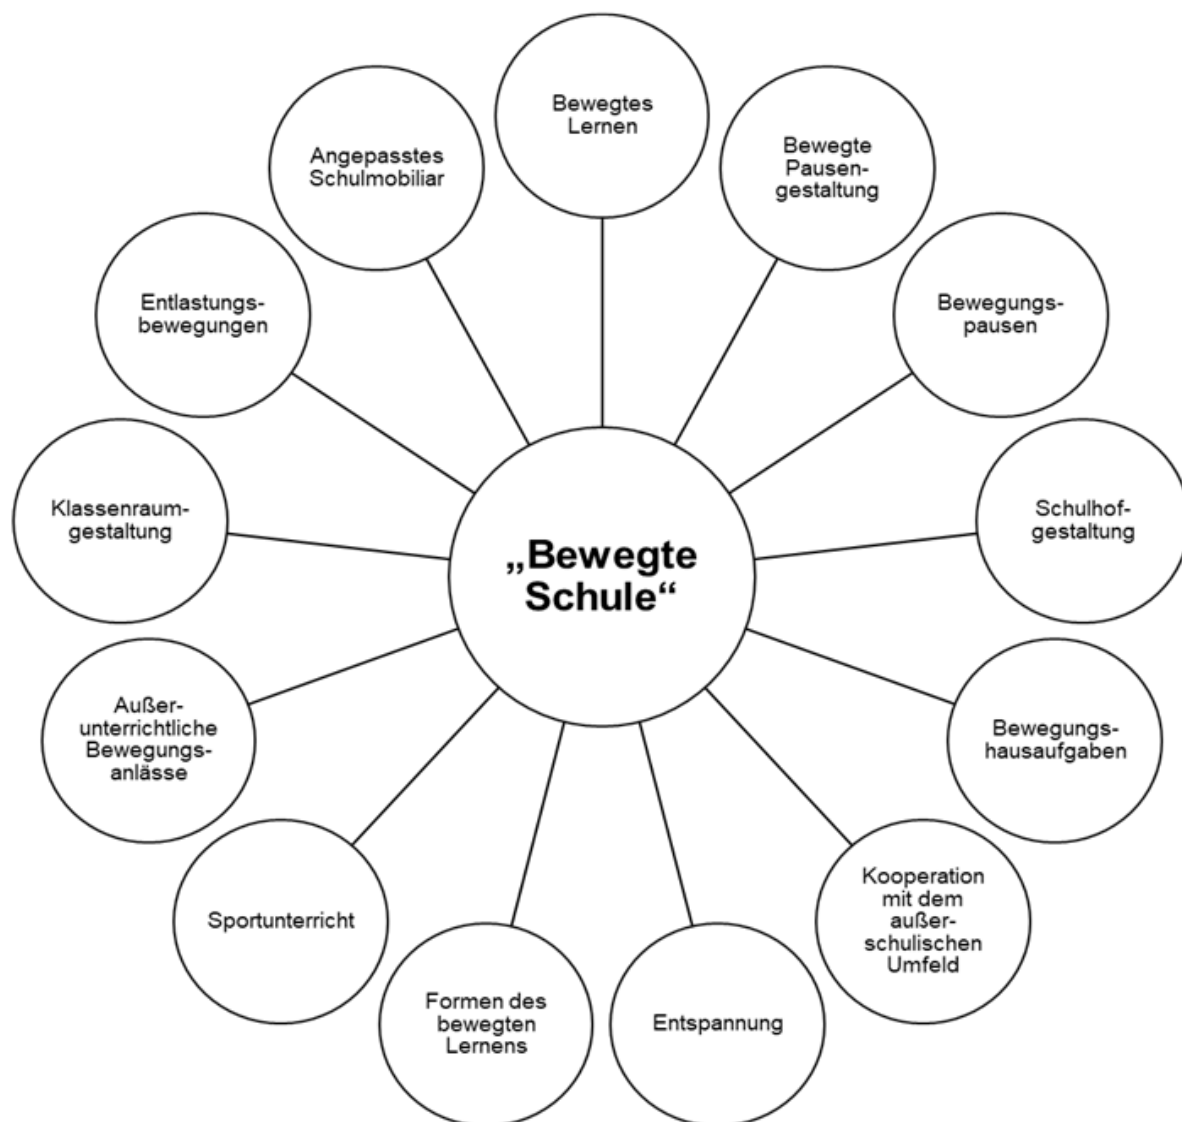 Bewegtes
Lernen
Bewegte
Pausen-
gestaltung
Bewegungs-
pausen
Schulhof-
gestaltung
Bewegungs-
hausaufgaben
Kooperation
mit dem
außer-
schulischen
Umfeld
Entspannung
Formen des
bewegten
Lernens
Sportunterricht
Außer-
unterrichtliche
Bewegungs-
anlässe
Klassenraum-
gestaltung
Entlastungs-
bewegungen
Angepasstes
Schulmobiliar
„Bewegte
Schule“